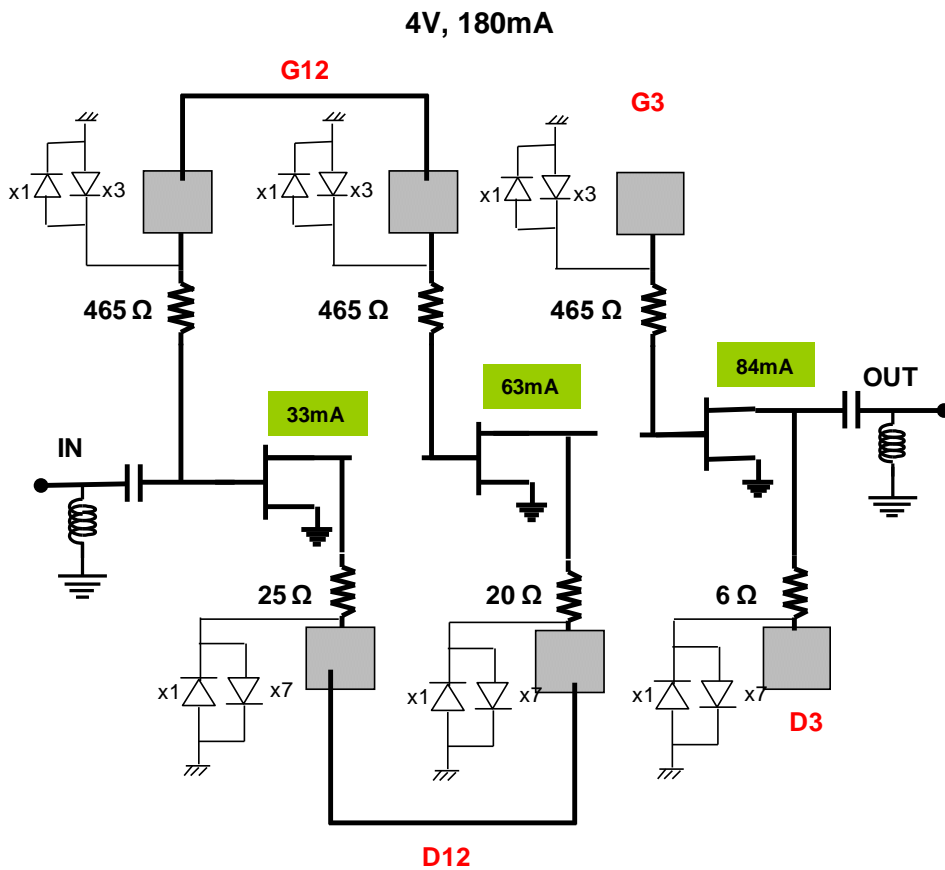 4V, 180mA
G12
G3
x1
x3
x1
x3
x1
x3
465 Ω
465 Ω
465 Ω
84mA
OUT
63mA
33mA
IN
25 Ω
20 Ω
6 Ω
x1
x7
x1
x7
x1
x7
D3
D12